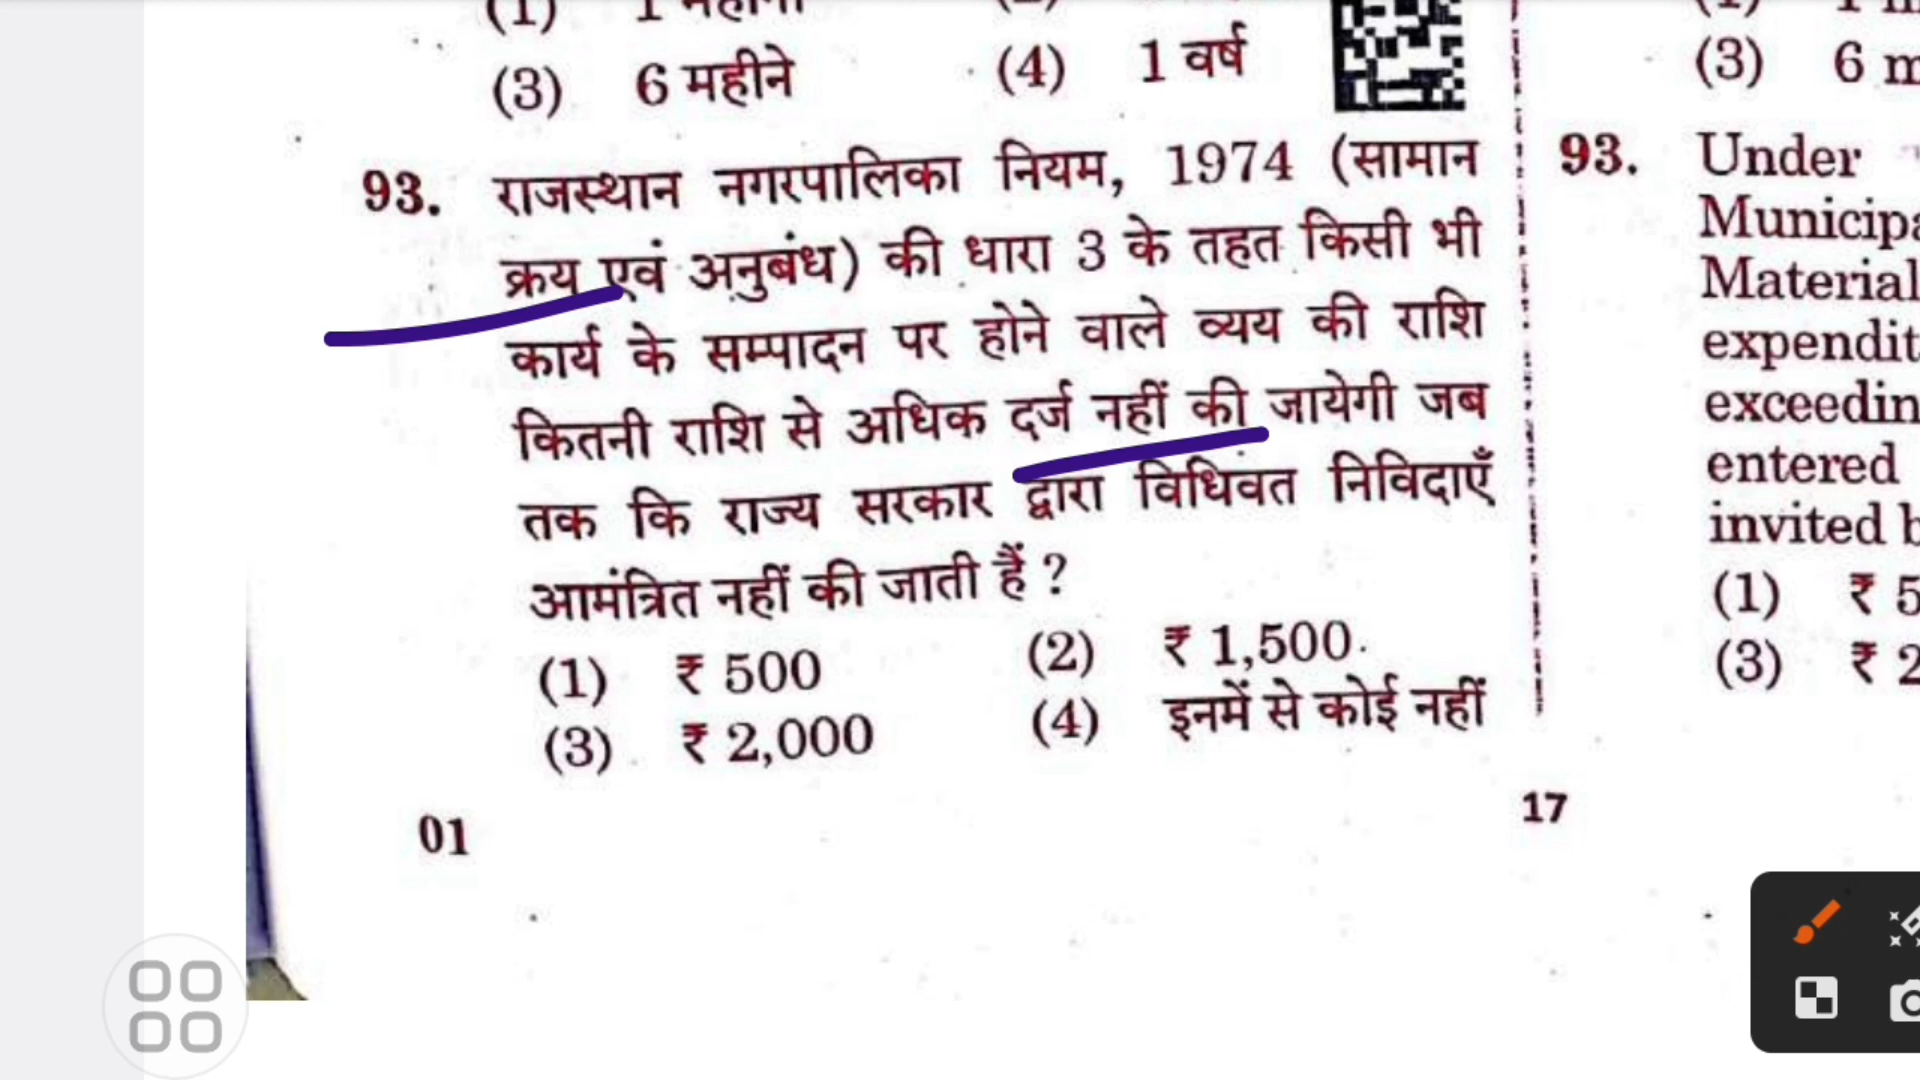 (3) 6 महीने (4) 1 वर्ष
93. राजस्थान नगरपालिका नियम, 1974 (सामान
क्रय एवं अनुबंध) की धारा 3 के तहत किसी भी
कार्य के सम्पादन पर होने वाले व्यय की राशि
कितनी राशि से अधिक दर्ज नहीं की जायेगी जब
तक कि राज्य सरकार द्वारा विधिवत निविदाएँ
आमंत्रित नहीं की जाती हैं ?
(1) ₹ 500 (2) ₹ 1,500
(3) ₹ 2,000 (4) इनमें से कोई नहीं
01
17
(3) 6 m
93. Under
Municipa
Material
expendit
exceedin
entered
invited b
(1) ₹ 5
(3) ₹ 2